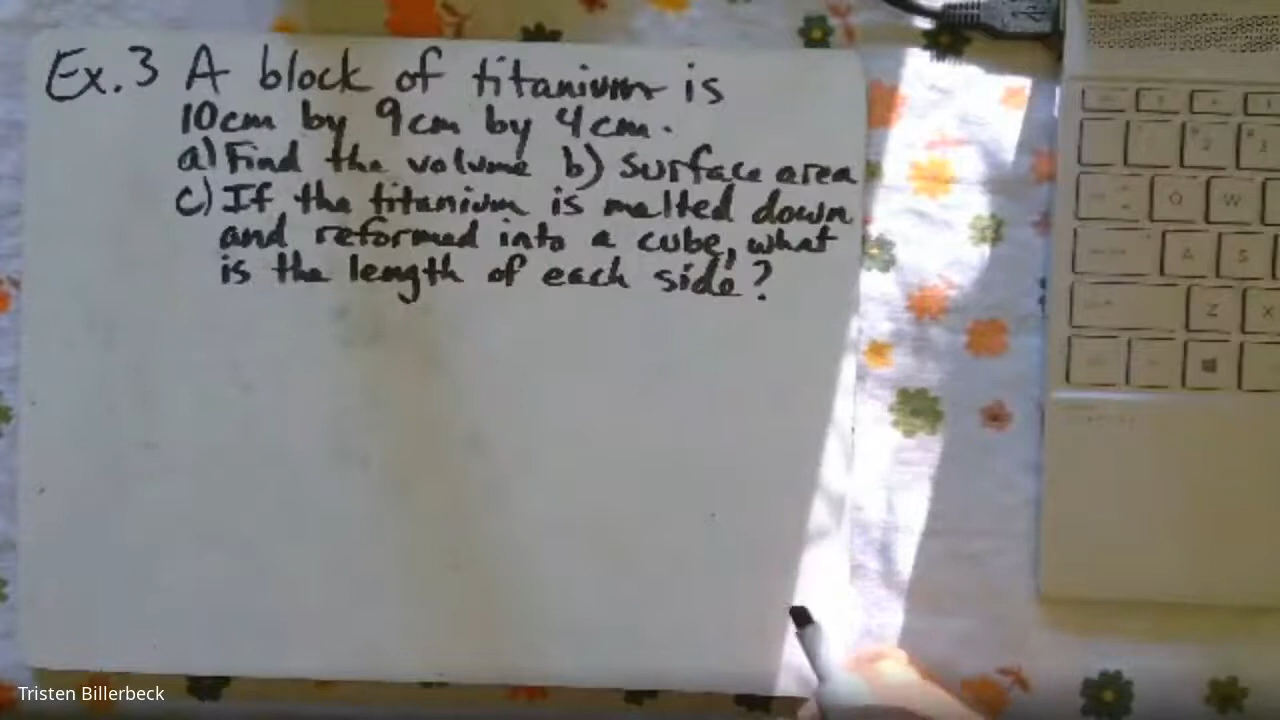 Ex.3 A block of titanium is
10cm by 9cm by 4cm.
a) Find the volume b) Surface area
c) If the titanium is melted down
and reformed into a cube, what
is the length of each side?
Q W
A S
Z X
Tristen Billerbeck